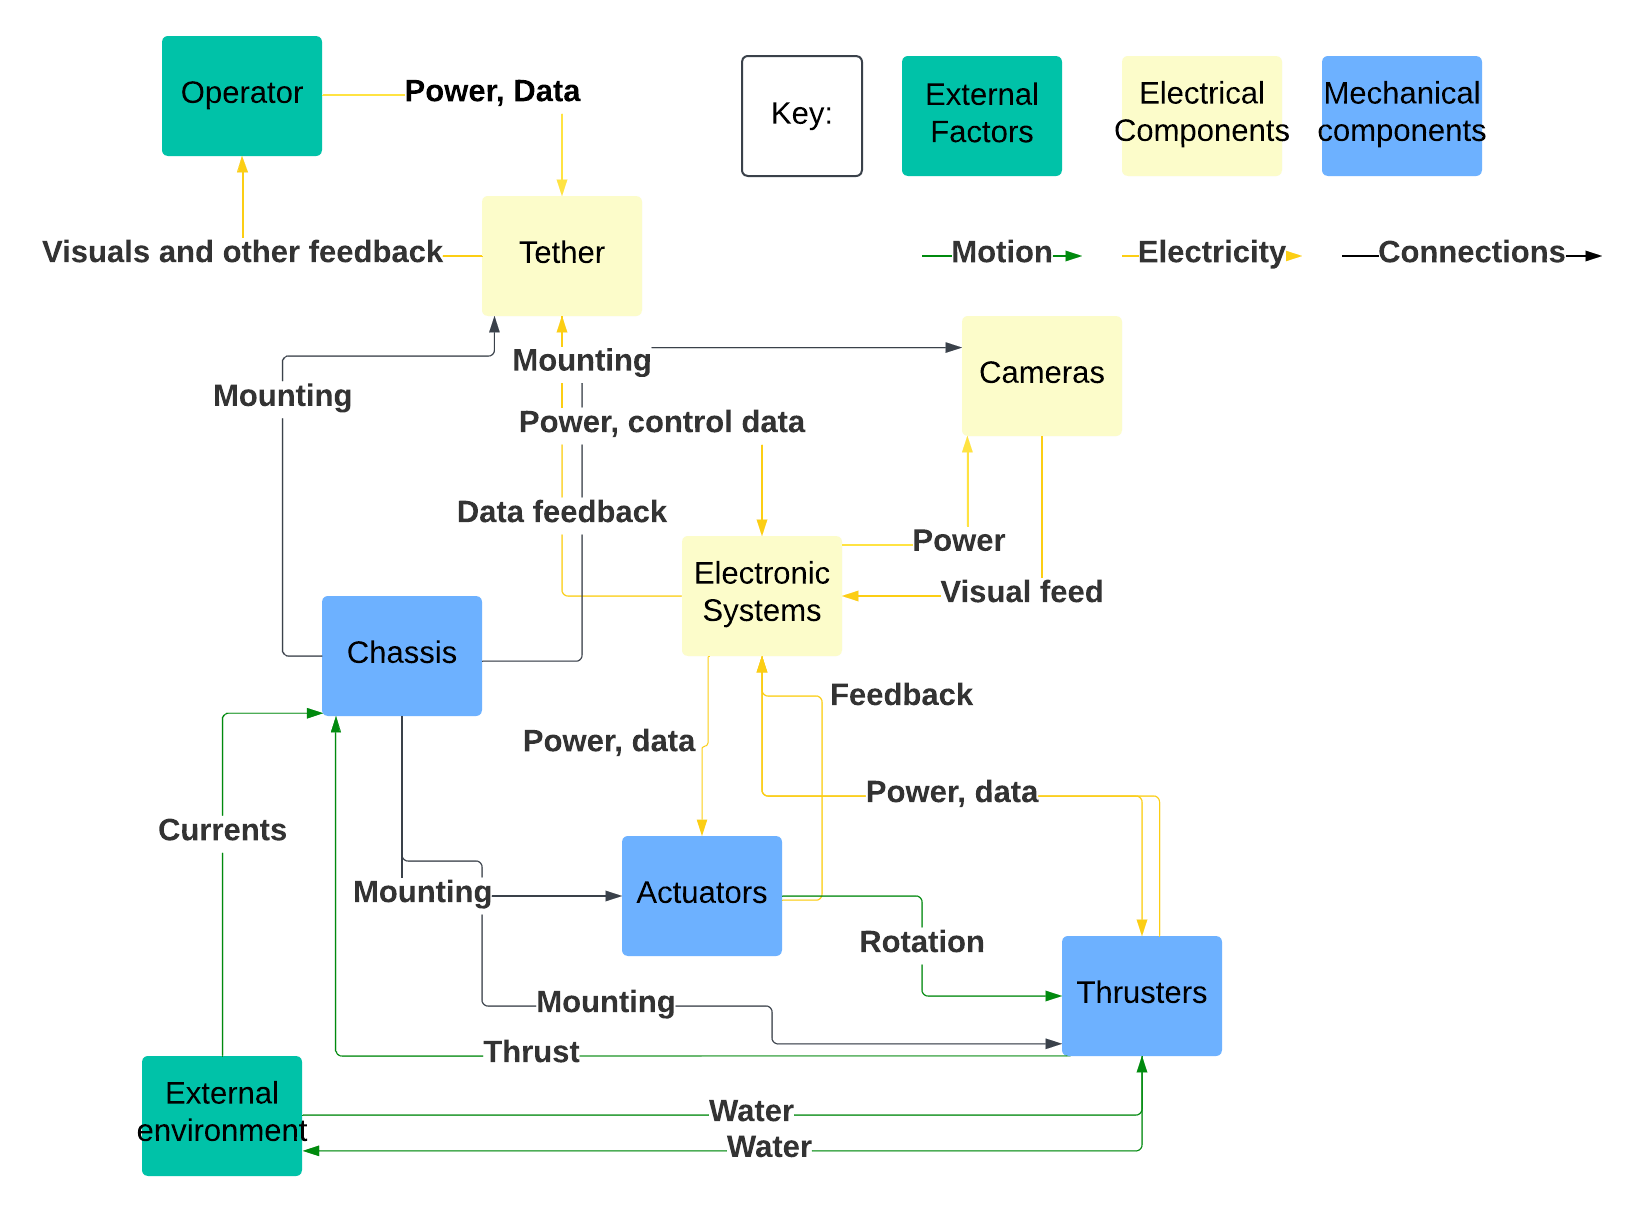 Operator
Power, Data
Key:
External
Factors
Electrical
Components
Mechanical
components
Visuals and other feedback
Tether
Motion
Electricity
Connections
Mounting
Mounting
Cameras
Power, control data
Data feedback
Power
Electronic
Systems
Visual feed
Chassis
Feedback
Power, data
Power, data
Currents
Mounting
Actuators
Rotation
Thrusters
Mounting
Thrust
External
environment
Water
Water